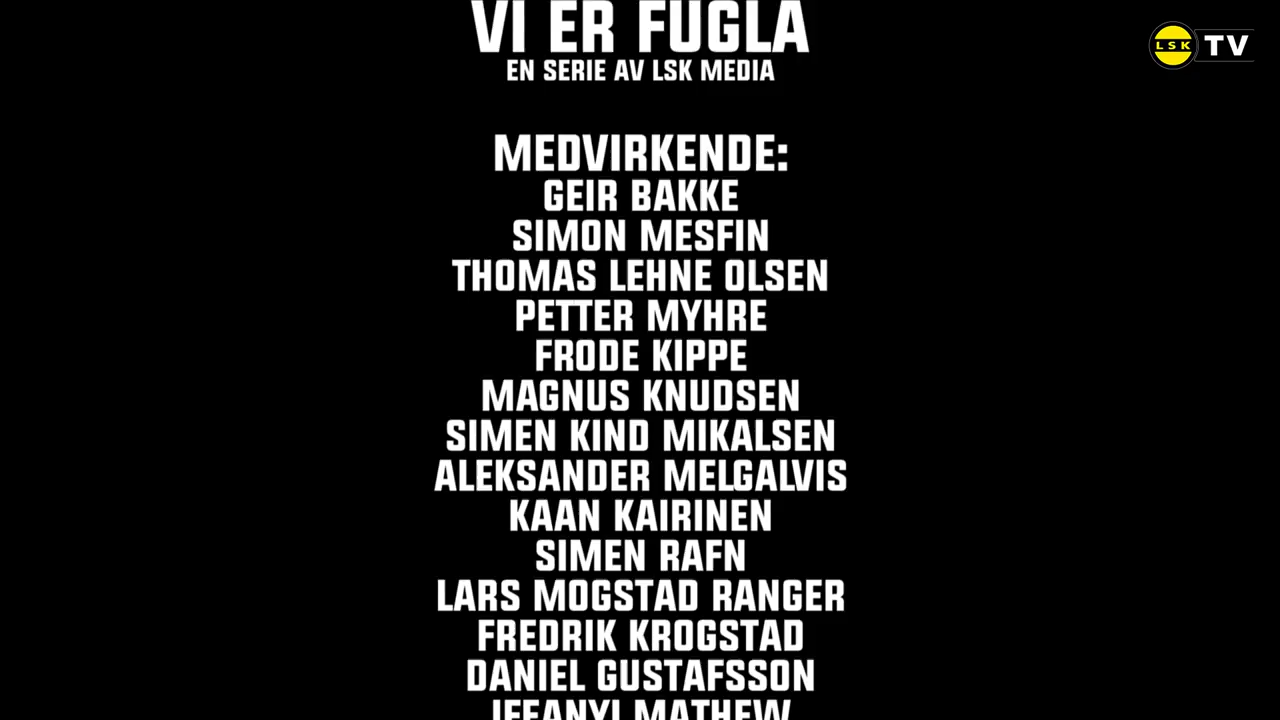 VI ER FUGLA
EN SERIE AV LSK MEDIA
LSK TV
MEDVIRKENDE:
GEIR BAKKE
SIMON MESFIN
THOMAS LEHNE OLSEN
PETTER MYHRE
FRODE KIPPE
MAGNUS KNUDSEN
SIMEN KIND MIKALSEN
ALEKSANDER MELGALVIS
KAAN KAIRINEN
SIMEN RAFN
LARS MOGSTAD RANGER
FREDRIK KROGSTAD
DANIEL GUSTAFSSON
IFEANYI MATHEW